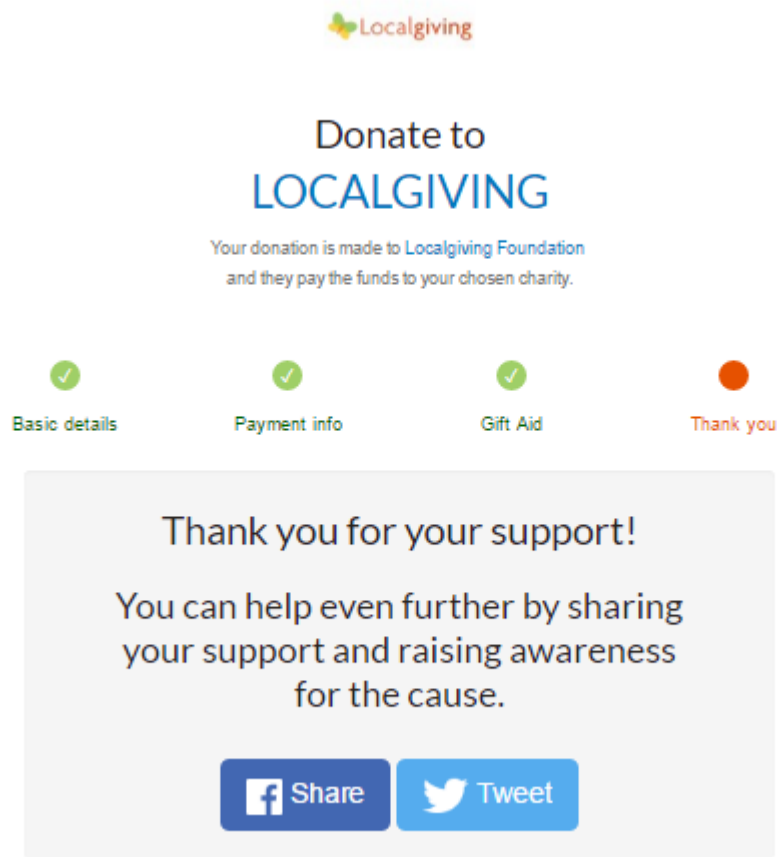 Localgiving
Donate to
LOCALGIVING
Your donation is made to Localgiving Foundation
and they pay the funds to your chosen charity.
Basic details
Payment info
Gift Aid
Thank you
Thank you for your support!
You can help even further by sharing
your support and raising awareness
for the cause.
Share
Tweet